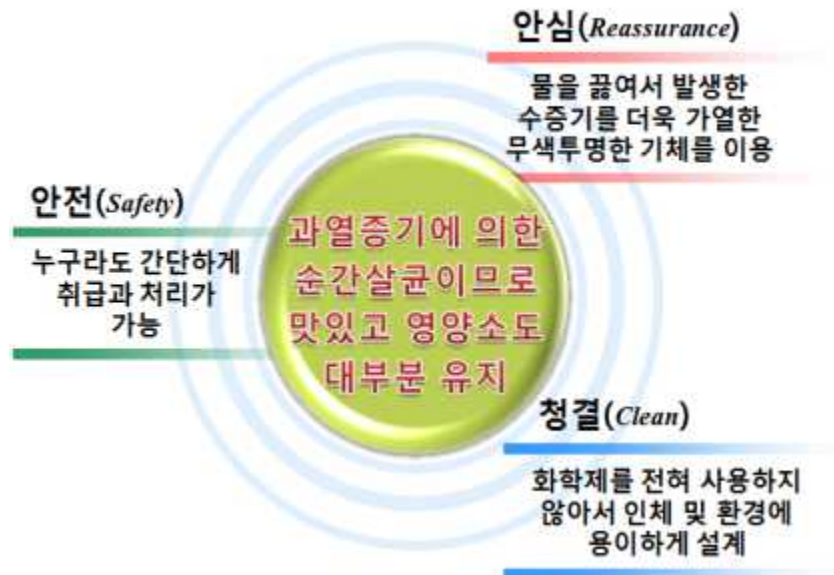 안심(Reassurance)
물을 끓여서 발생한
수증기를 더욱 가열한
무색투명한 기체를 이용
안전(Safety)
누구라도 간단하게
취급과 처리가
가능
과열증기에 의한
순간살균이므로
맛있고 영양소도
대부분 유지
청결(Clean)
화학제를 전혀 사용하지
않아서 인체 및 환경에
용이하게 설계